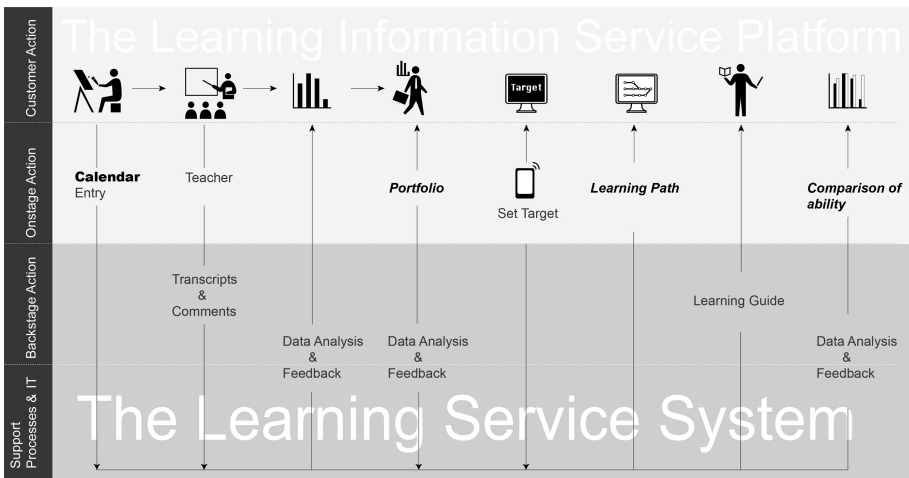 The Learning Information Service Platform
Customer Action
Target
Onstage Action
Calendar
Entry
Teacher
Portfolio
Set Target
Learning Path
Comparison of
ability
Backstage Action
Transcripts
&
Comments
Data Analysis
&
Feedback
Data Analysis
&
Feedback
Learning Guide
Data Analysis
&
Feedback
Support
Processes & IT
The Learning Service System